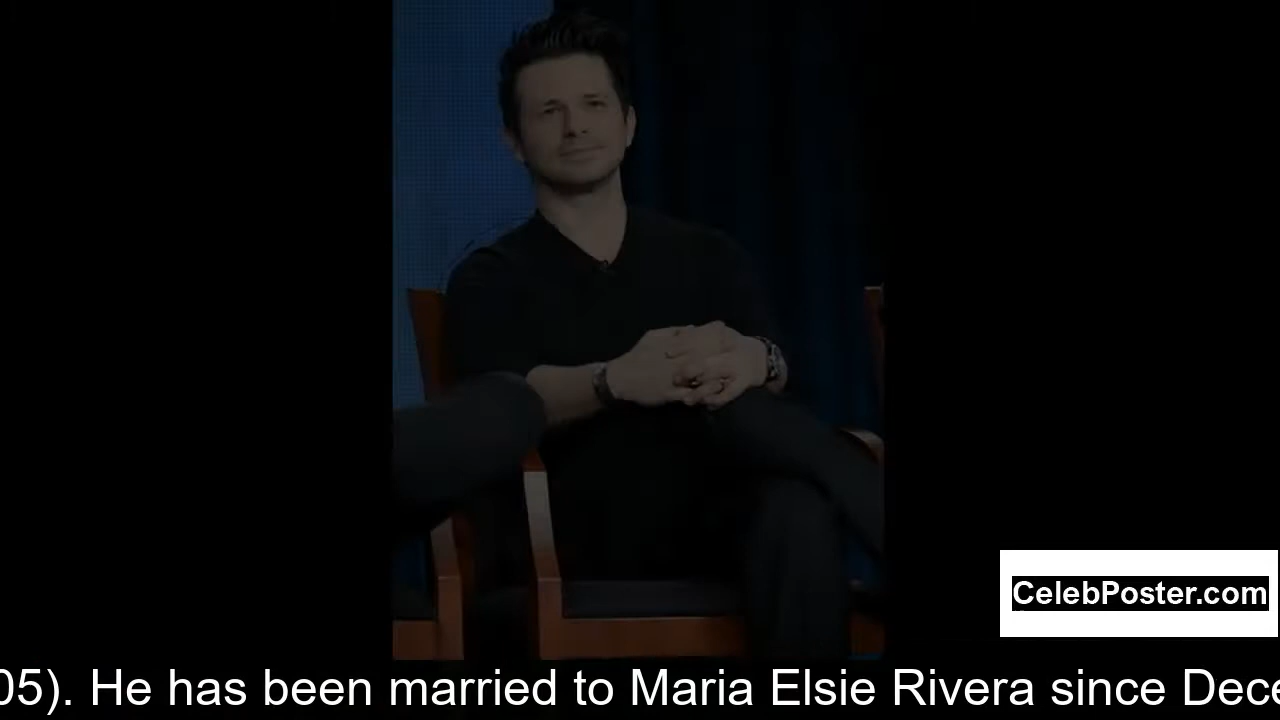 CelebPoster.com
05). He has been married to Maria Elsie Rivera since Dece